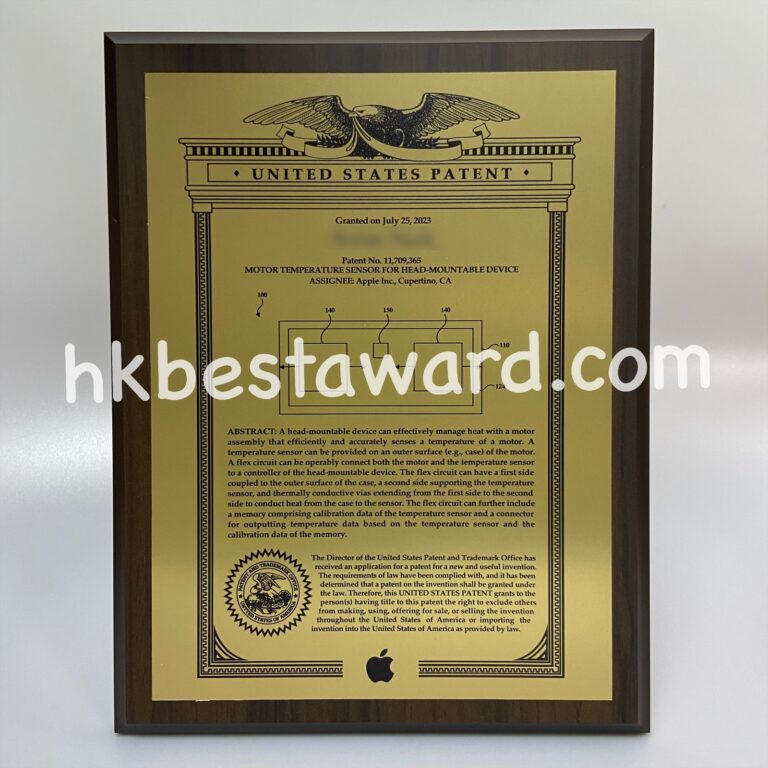 ♦ UNITED STATES PATENT ♦
Granted on July 25, 2023
Patent No. 11,709,365
MOTOR TEMPERATURE SENSOR FOR HEAD-MOUNTABLE DEVICE
ASSIGNEE: Apple Inc., Cupertino, CA
100
140 150 140
110
hkbestaward.com
ABSTRACT: A head-mountable device can effectively manage heat with a motor
assembly that efficiently and accurately senses a temperature of a motor. A
temperature sensor can be provided on an outer surface (e.g., case) of the motor.
A flex circuit can be operably connect both the motor and the temperature sensor
to a controller of the head-mountable device. The flex circuit can have a first side
coupled to the outer surface of the case, a second side supporting the temperature
sensor, and thermally conductive vias extending from the first side to the second
side to conduct heat from the case to the sensor. The flex circuit can further include
a memory comprising calibration data of the temperature sensor and a connector
for outputting temperature data based on the temperature sensor and the
calibration data of the memory.
PATENT AND TRADEMARK OFFICE
UNITED STATES OF AMERICA
The Director of the United States Patent and Trademark Office has
received an application for a patent for a new and useful invention.
The requirements of law have been complied with, and it has been
determined that a patent on the invention shall be granted under
the law. Therefore, this UNITED STATES PATENT grants to the
person(s) having title to this patent the right to exclude others
from making, using, offering for sale, or selling the invention
throughout the United States of America or importing the
invention into the United States of America as provided by law.